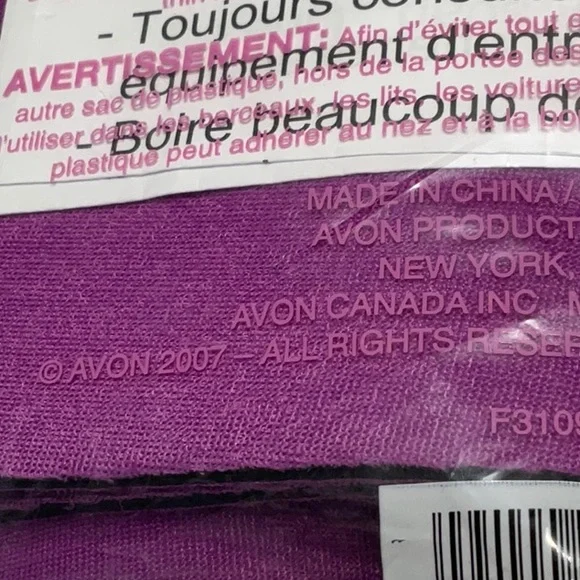 - Toujours
AVERTISSEMENT: Afin d'éviter tout
équipement d'entr
autre sac de plastique, hors de la portée des
l'utiliser dans les berceaux, les lits, les voiture
- Boire beaucoup d
plastique peut adhérer au nez et à la bo
MADE IN CHINA /
AVON PRODUCT
NEW YORK,
AVON CANADA INC
© AVON 2007 – ALL RIGHTS RESE
F310